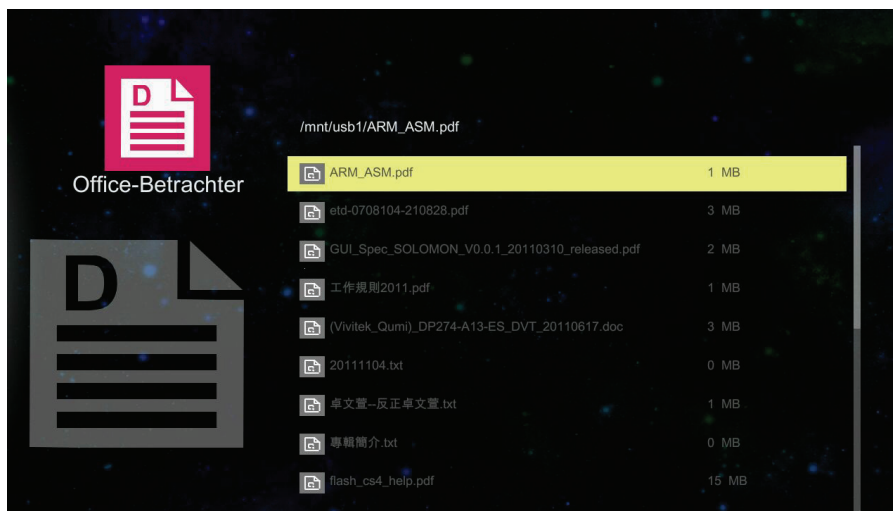 D
Office-Betrachter
D
/mnt/usb1/ARM_ASM.pdf
ARM_ASM.pdf 1 MB
etd-0708104-210828.pdf 3 MB
GUI_Spec_SOLOMON_V0.0.1_20110310_released.pdf 2 MB
工作規則2011.pdf 1 MB
(Vivitek_Qumi)_DP274-A13-ES_DVT_20110617.doc 3 MB
20111104.txt 0 MB
卓文萱--反正卓文萱.txt 1 MB
專輯簡介.txt 0 MB
flash_cs4_help.pdf 15 MB